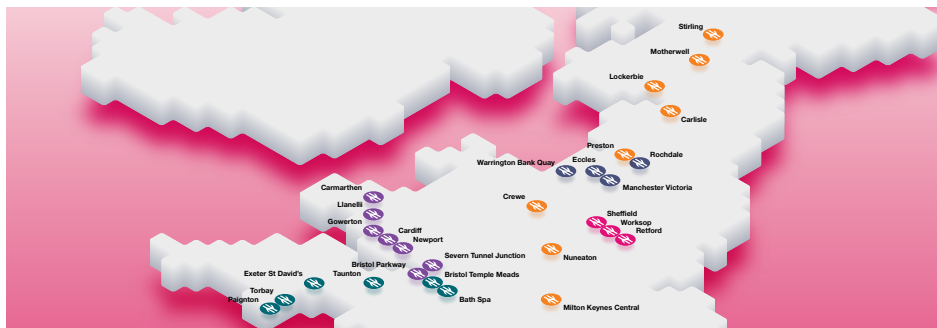 Stirling
Motherwell
Lockerbie
Carlisle
Preston
Rochdale
Warrington Bank Quay
Eccles
Manchester Victoria
Carmarthen
Llanelli
Crewe
Gowerton
Sheffield
Worksop
Retford
Cardiff
Newport
Severn Tunnel Junction
Nuneaton
Bristol Parkway
Bristol Temple Meads
Exeter St David's
Taunton
Torbay
Paignton
Bath Spa
Milton Keynes Central